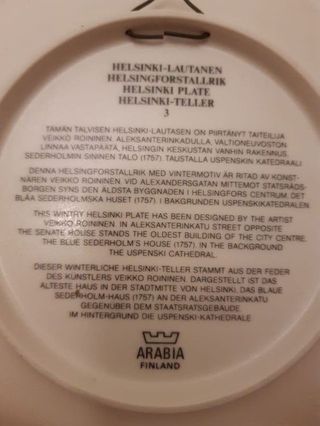 HELSINKI-LAUTANEN
HELSINGFORSTALLRIK
HELSINKI PLATE
HELSINKI-TELLER
3
TÄMÄN TALVISEN HELSINKI-LAUTASEN ON PIIRTÄNYT TAITEILIJA
VEIKKO ROININEN. ALEKSANTERINKADULLA, VALTIONEUVOSTON
LINNAA VASTAPÄÄTÄ, HELSINGIN KESKUSTAN VANHIN RAKENNUS,
SEDERHOLMIN SININEN TALO (1757). TAUSTALLA USPENSKIN KATEDRAALI
DENNA HELSINGFORSTALLRIK MED VINTERMOTIV ÄR RITAD AV KONST-
NÄREN VEIKKO ROININEN. VID ALEXANDERSGATAN MITTEMOT STATSRÅDS-
BORGEN SYNS DEN ÄLDSTA BYGGNADEN I HELSINGFORS CENTRUM. DET
BLÅA SEDERHOLMSKA HUSET (1757). I BAKGRUNDEN USPENSKIKATEDRALEN
THIS WINTRY HELSINKI PLATE HAS BEEN DESIGNED BY THE ARTIST
VEIKKO ROININEN. IN ALEKSANTERINKATU STREET OPPOSITE
THE SENATE HOUSE STANDS THE OLDEST BUILDING OF THE CITY CENTRE.
THE BLUE SEDERHOLM'S HOUSE (1757). IN THE BACKGROUND
THE USPENSKI CATHEDRAL.
DIESER WINTERLICHE HELSINKI-TELLER STAMMT AUS DER FEDER
DES KÜNSTLERS VEIKKO ROININEN. DARGESTELLT IST DAS
ÄLTESTE HAUS IN DER STADTMITTE VON HELSINKI. DAS BLAUE
SEDERHOLM-HAUS (1757) AN DER ALEKSANTERINKATU
GEGENÜBER DEM STAATSRATSGEBÄUDE.
IM HINTERGRUND DIE USPENSKI-KATHEDRALE
ARABIA
FINLAND